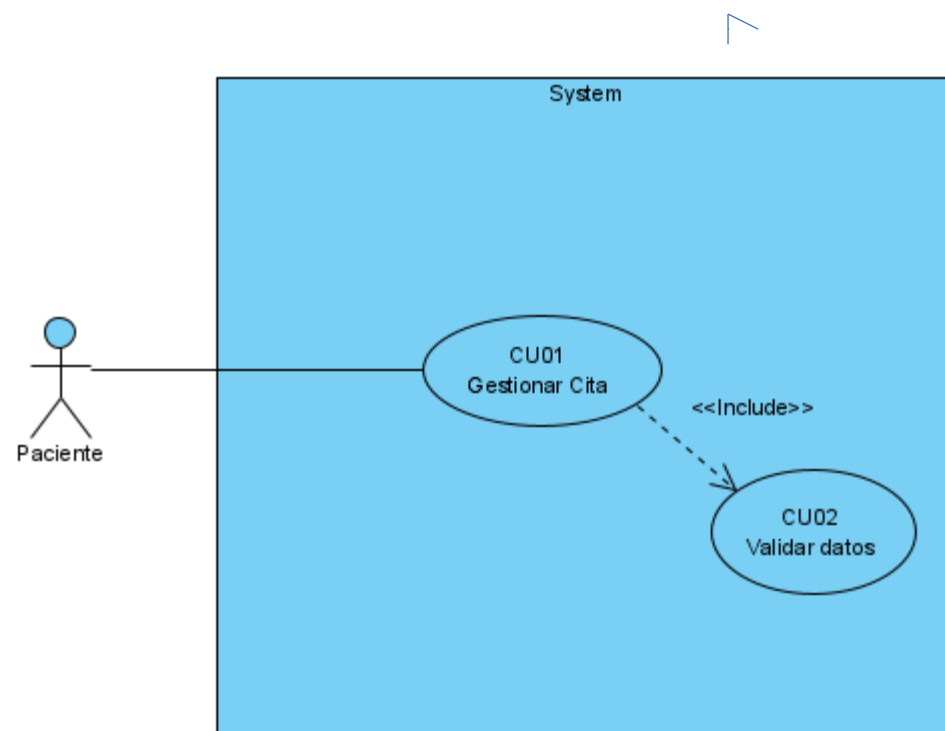 System
CU01
Gestionar Cita
<<Include>>
Paciente
CU02
Validar datos